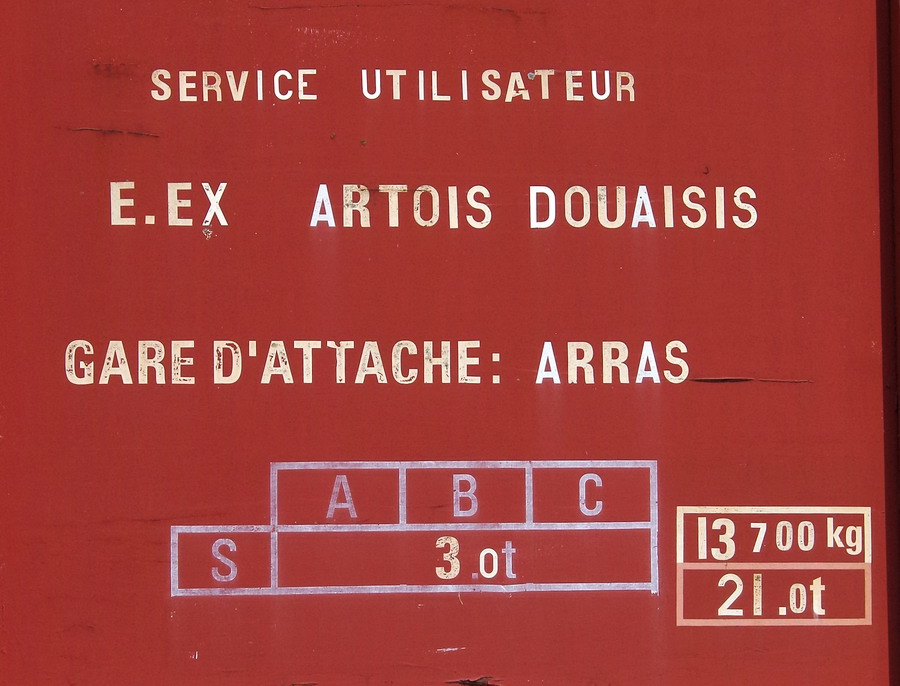 SERVICE UTILISATEUR
E.EX ARTOIS DOUAISIS
GARE D'ATTACHE: ARRAS
A B C
S 3.0t
13 700 kg
21.0t